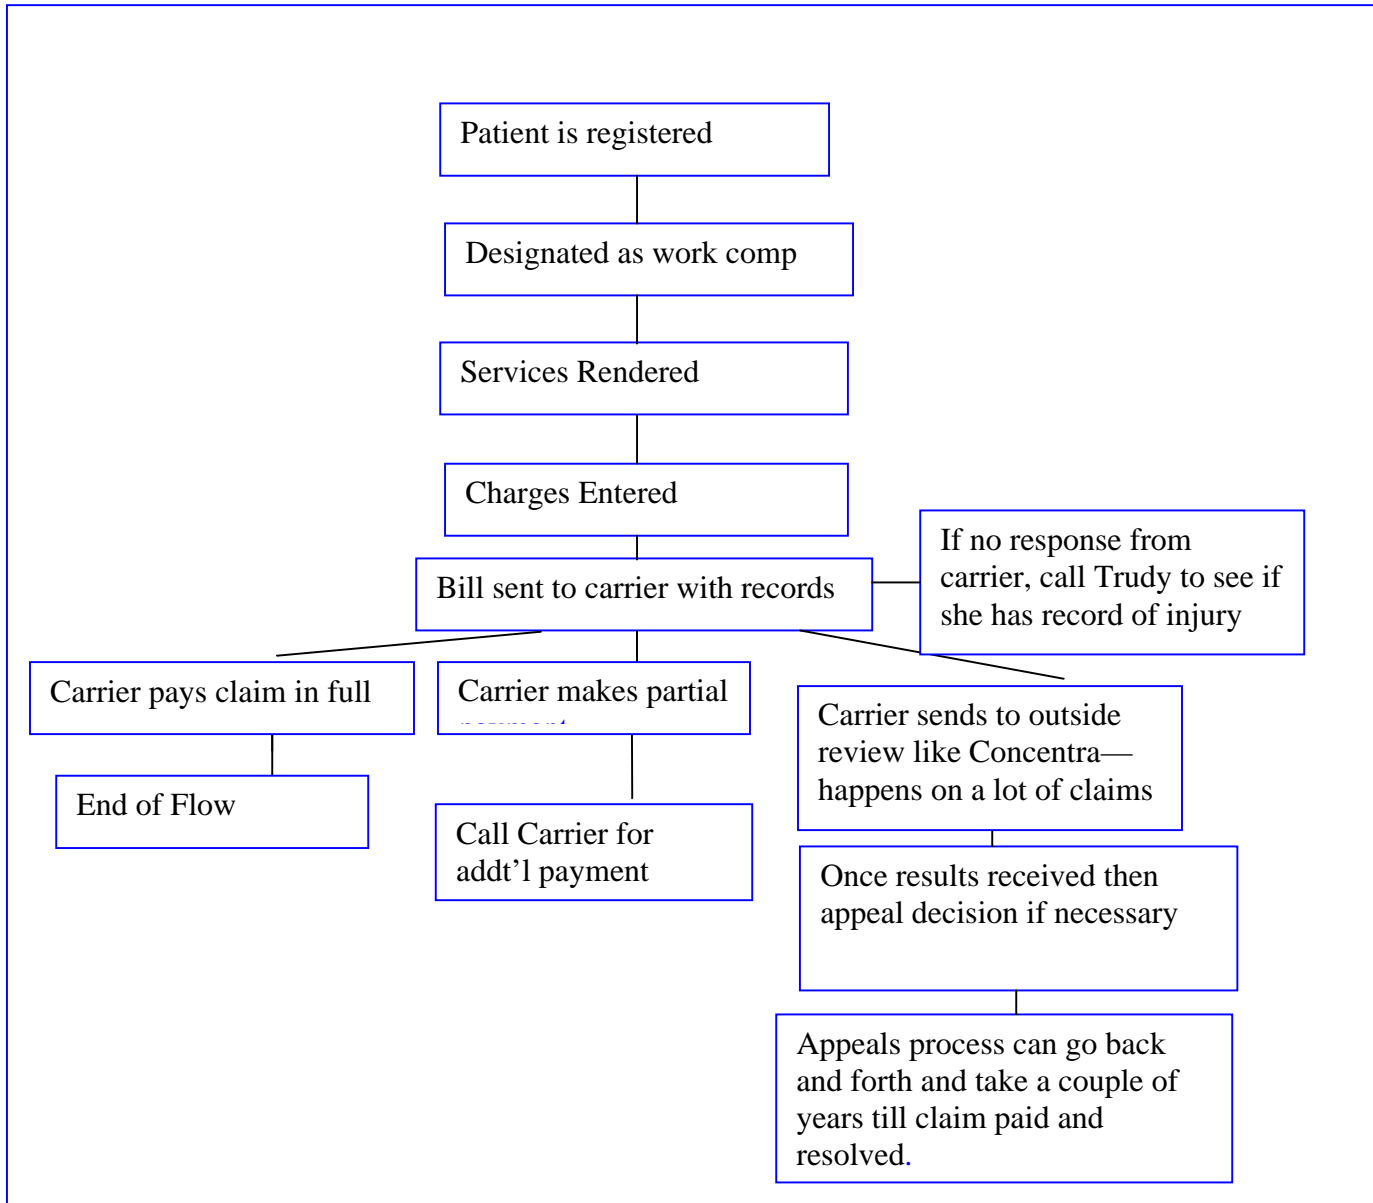 Patient is registered
Designated as work comp
Services Rendered
Charges Entered
If no response from
carrier, call Trudy to see if
she has record of injury
Bill sent to carrier with records
Carrier pays claim in full
Carrier makes partial
Carrier sends to outside
review like Concentra—
happens on a lot of claims
End of Flow
Call Carrier for
addt’l payment
Once results received then
appeal decision if necessary
Appeals process can go back
and forth and take a couple of
years till claim paid and
resolved.